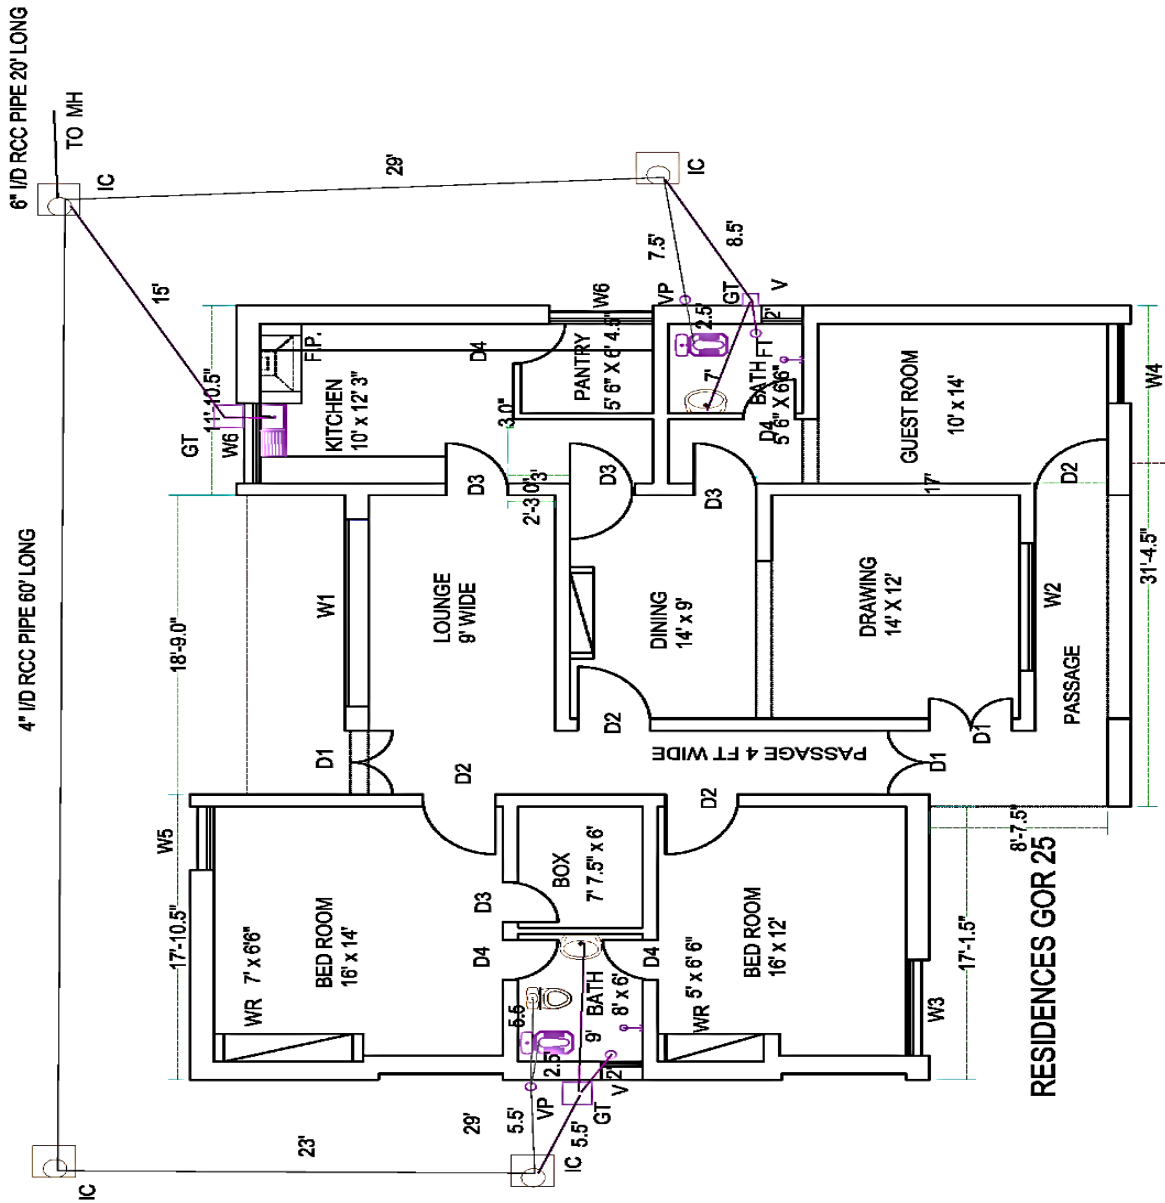 6" I/D RCC PIPE 20' LONG
TO MH
IC
29'
IC
15'
4" I/D RCC PIPE 60' LONG
7.5'
8.5'
VP
GT
V
2.5'
2'
FT
7'
BATH
5' 6" X 6'6"
D4
W6
PANTRY
5' 6" X 6' 4.5"
D4
F.P.
KITCHEN
10' x 12' 3"
11'-10.5"
GT
W6
3.0"
D3
2'-3.0"
3'
D3
D3
GUEST ROOM
10' x 14'
W4
D2
17'
31'-4.5"
18'-9.0"
W1
LOUNGE
9' WIDE
DINING
14' x 9'
DRAWING
14' X 12'
W2
PASSAGE
D1
D2
D2
PASSAGE 4 FT WIDE
D1
D1
D2
8'-7.5"
W5
17'-10.5"
BED ROOM
16' x 14'
WR 7' x 6'6"
D3
BOX
7' 7.5" x 6'
D4
D4
BATH
8' x 6'
9'
5.5
2.5'
2'
V
BED ROOM
16' x 12'
WR
5' x 6' 6"
W3
17'-1.5"
RESIDENCES GOR 25
VP
GT
5.5'
5.5'
29'
IC
23'
IC